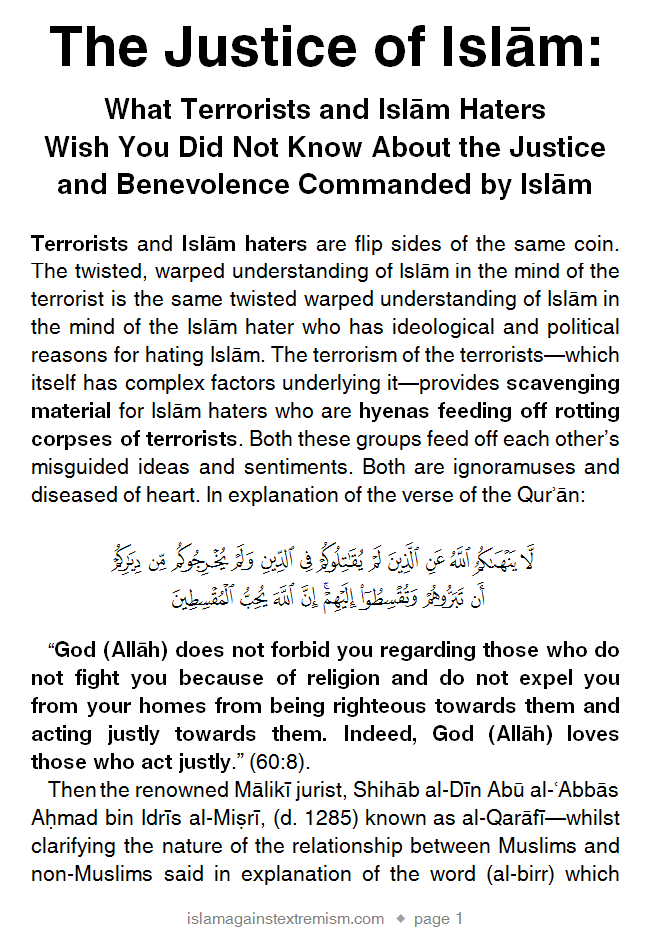 The Justice of Islām:
What Terrorists and Islām Haters
Wish You Did Not Know About the Justice
and Benevolence Commanded by Islām
Terrorists and Islām haters are flip sides of the same coin.
The twisted, warped understanding of Islām in the mind of the
terrorist is the same twisted warped understanding of Islām in
the mind of the Islām hater who has ideological and political
reasons for hating Islām. The terrorism of the terrorists—which
itself has complex factors underlying it—provides scavenging
material for Islām haters who are hyenas feeding off rotting
corpses of terrorists. Both these groups feed off each other’s
misguided ideas and sentiments. Both are ignoramuses and
diseased of heart. In explanation of the verse of the Qurʾān:
لَّا يَنْهَىٰكُمُ ٱللَّهُ عَنِ ٱلَّذِينَ لَمْ يُقَـٰتِلُوكُمْ فِى ٱلدِّينِ وَلَمْ يُخْرِجُوكُم مِّن دِيَـٰرِكُمْ
أَن تَبَرُّوهُمْ وَتُقْسِطُوٓا۟ إِلَيْهِمْ ۚ إِنَّ ٱللَّهَ يُحِبُّ ٱلْمُقْسِطِينَ
“God (Allāh) does not forbid you regarding those who do
not fight you because of religion and do not expel you
from your homes from being righteous towards them and
acting justly towards them. Indeed, God (Allāh) loves
those who act justly.” (60:8).
Then the renowned Mālikī jurist, Shihāb al-Dīn Abū al-ʿAbbās
Aḥmad bin Idrīs al-Miṣrī, (d. 1285) known as al-Qarāfī—whilst
clarifying the nature of the relationship between Muslims and
non-Muslims said in explanation of the word (al-birr) which
islamagainstextremism.com ◆ page 1